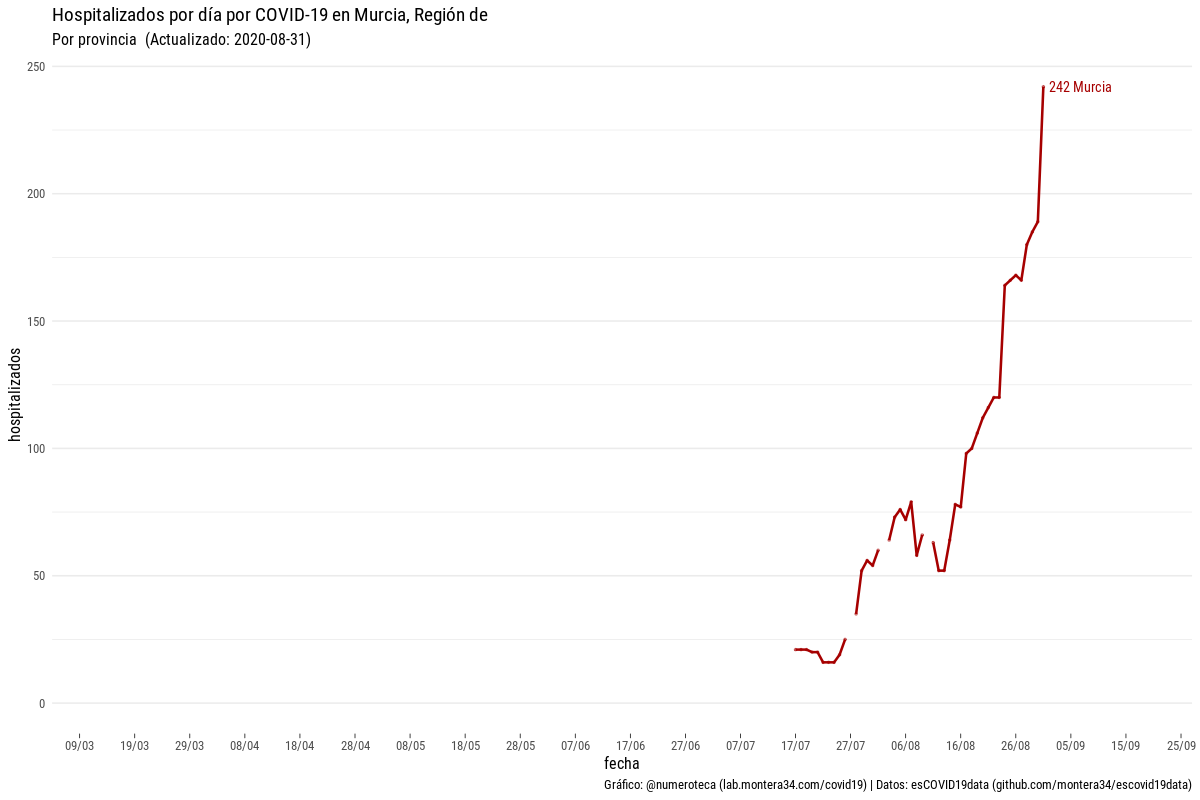 Hospitalizados por día por COVID-19 en Murcia, Región de
Por provincia (Actualizado: 2020-08-31)
250
242 Murcia
200
150
100
50
0
hospitalizados
09/03 19/03 29/03 08/04 18/04 28/04 08/05 18/05 28/05 07/06 17/06 27/06 07/07 17/07 27/07 06/08 16/08 26/08 05/09 15/09 25/09
fecha
Gráfico: @numeroteca (lab.montera34.com/covid19) | Datos: esCOVID19data (github.com/montera34/escovid19data)